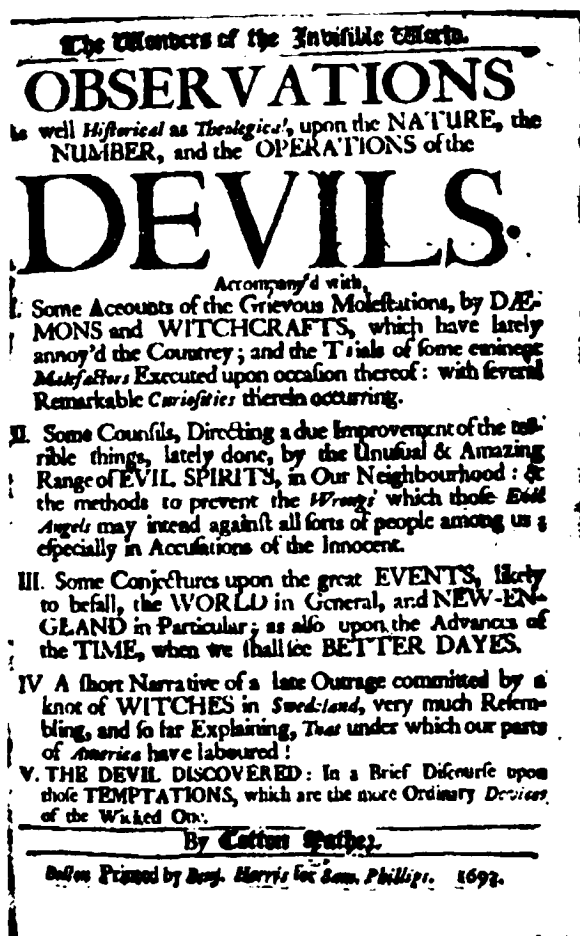 The Wonders of the Invisible World.
OBSERVATIONS
As well Historical as Theological, upon the NATURE, the
NUMBER, and the OPERATIONS of the
DEVILS.
Accompany'd with,
I. Some Accounts of the Grievous Molestations, by DÆ-
MONS and WITCHCRAFTS, which have lately
annoy'd the Countrey; and the Trials of some eminent
Malefactors Executed upon occasion thereof: with several
Remarkable Curiosities therein occurring.
II. Some Counsils, Directing a due Improvement of the ter-
rible things, lately done, by the Unusual & Amazing
Range of EVIL SPIRITS, in Our Neighbourhood: &
the methods to prevent the Wrongs which those Evil
Angels may intend against all sorts of people among us;
especially in Accusations of the Innocent.
III. Some Conjectures upon the great EVENTS, likely
to befall, the WORLD in General, and NEW-EN-
GLAND in Particular; as also upon the Advances of
the TIME, when we shall see BETTER DAYES.
IV A short Narrative of a late Outrage committed by a
knot of WITCHES in Swedeland, very much Resem-
bling, and so far Explaining, That under which our parts
of America have laboured!
V. THE DEVIL DISCOVERED: In a Brief Discourse upon
those TEMPTATIONS, which are the more Ordinary Devices
of the Wicked One.
By Cotton Mather.
Boston Printed by Benj. Harris for Sam. Phillips. 1693.